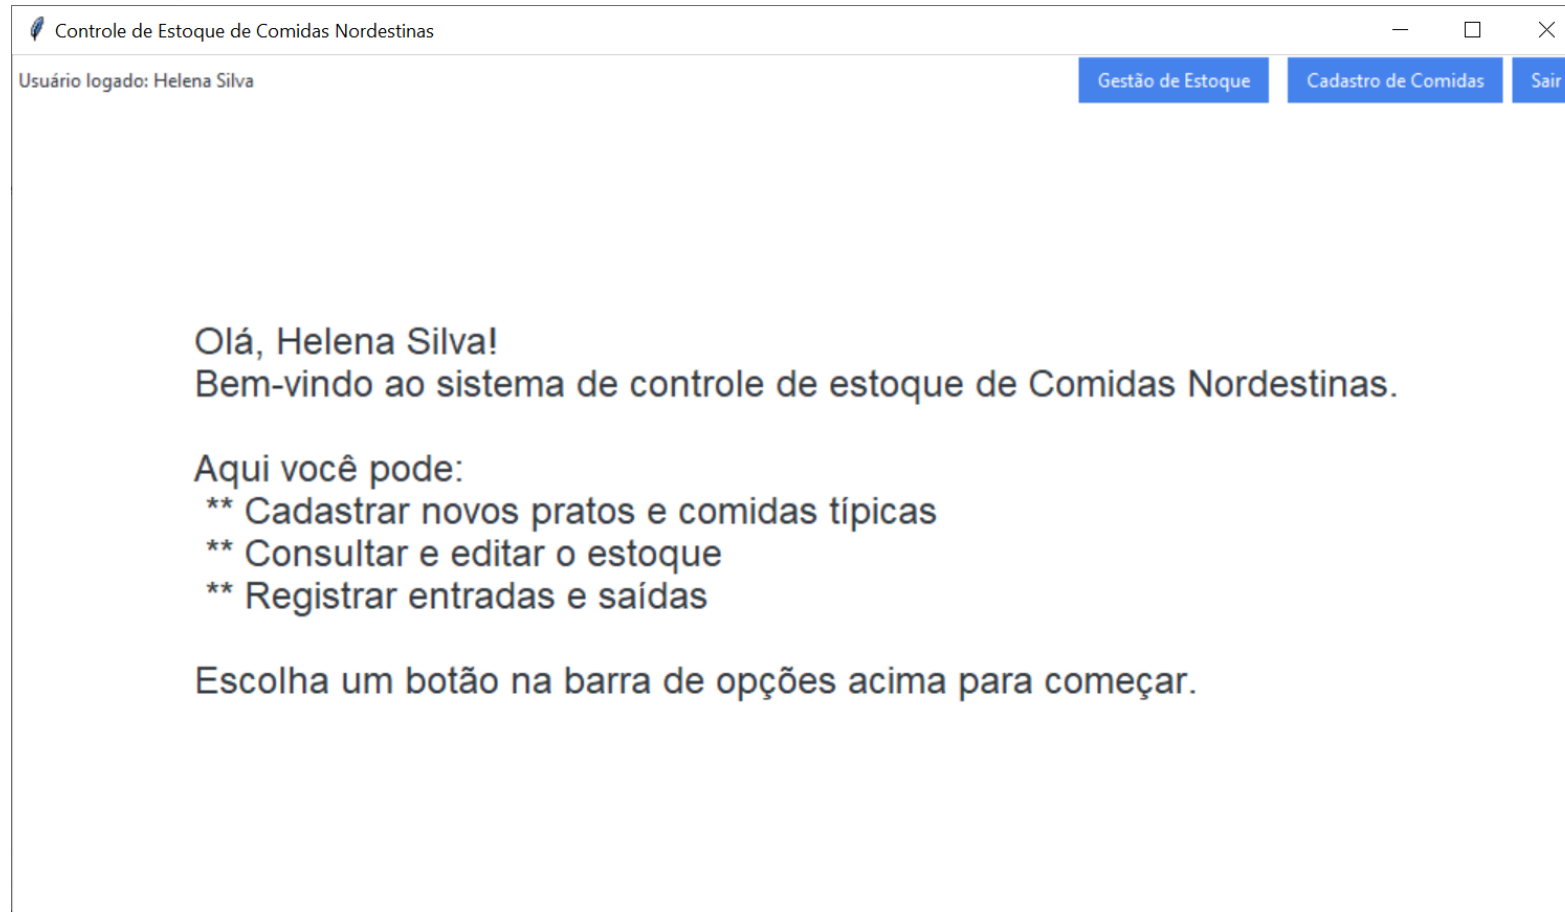 Controle de Estoque de Comidas Nordestinas
Usuário logado: Helena Silva
Gestão de Estoque
Cadastro de Comidas
Sair
Olá, Helena Silva!
Bem-vindo ao sistema de controle de estoque de Comidas Nordestinas.
Aqui você pode:
** Cadastrar novos pratos e comidas típicas
** Consultar e editar o estoque
** Registrar entradas e saídas
Escolha um botão na barra de opções acima para começar.